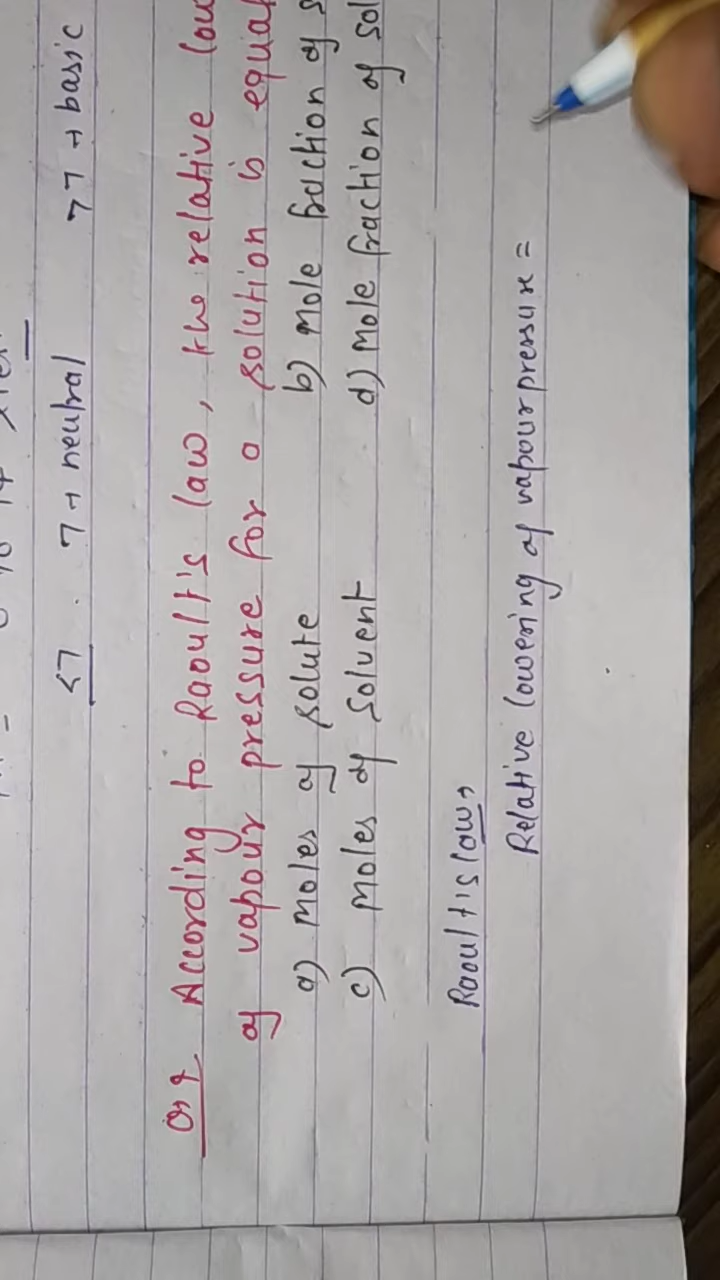 <7 . 7 → neutral >7 → basic
According to Raoult's law, the relative low
of vapour pressure for a solution is equal
a) Moles of solute b) Mole fraction of s
c) Moles of solvent d) Mole fraction of sol
Raoult's law →
Relative lowering of vapour pressure =